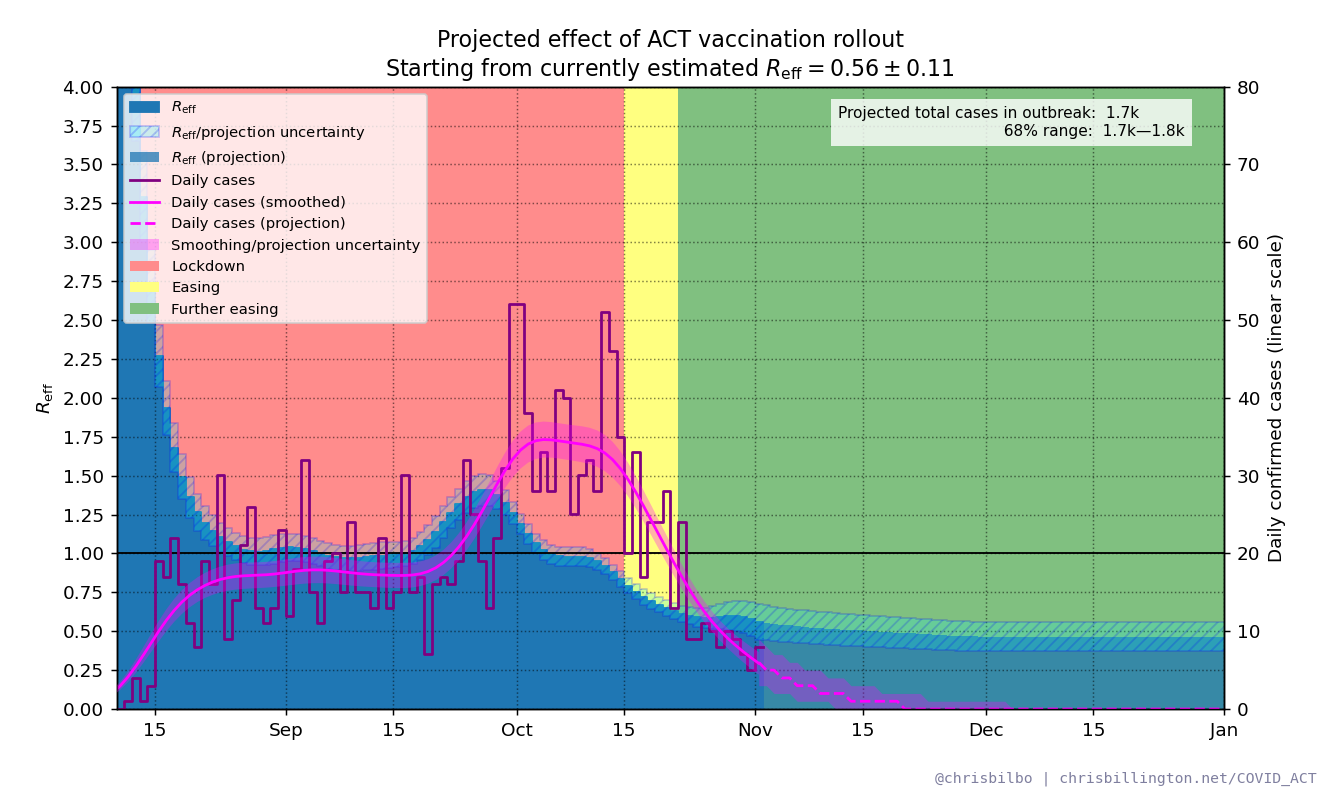 Projected effect of ACT vaccination rollout
Starting from currently estimated R_eff = 0.56 ± 0.11
R_eff
R_eff/projection uncertainty
R_eff (projection)
Daily cases
Daily cases (smoothed)
Daily cases (projection)
Smoothing/projection uncertainty
Lockdown
Easing
Further easing
Projected total cases in outbreak: 1.7k
68% range: 1.7k—1.8k
4.00
3.75
3.50
3.25
3.00
2.75
2.50
2.25
2.00
1.75
1.50
1.25
1.00
0.75
0.50
0.25
0.00
R_eff
80
70
60
50
40
30
20
10
0
Daily confirmed cases (linear scale)
15 Sep 15 Oct 15 Nov 15 Dec 15 Jan
@chrisbilbo | chrisbillington.net/COVID_ACT